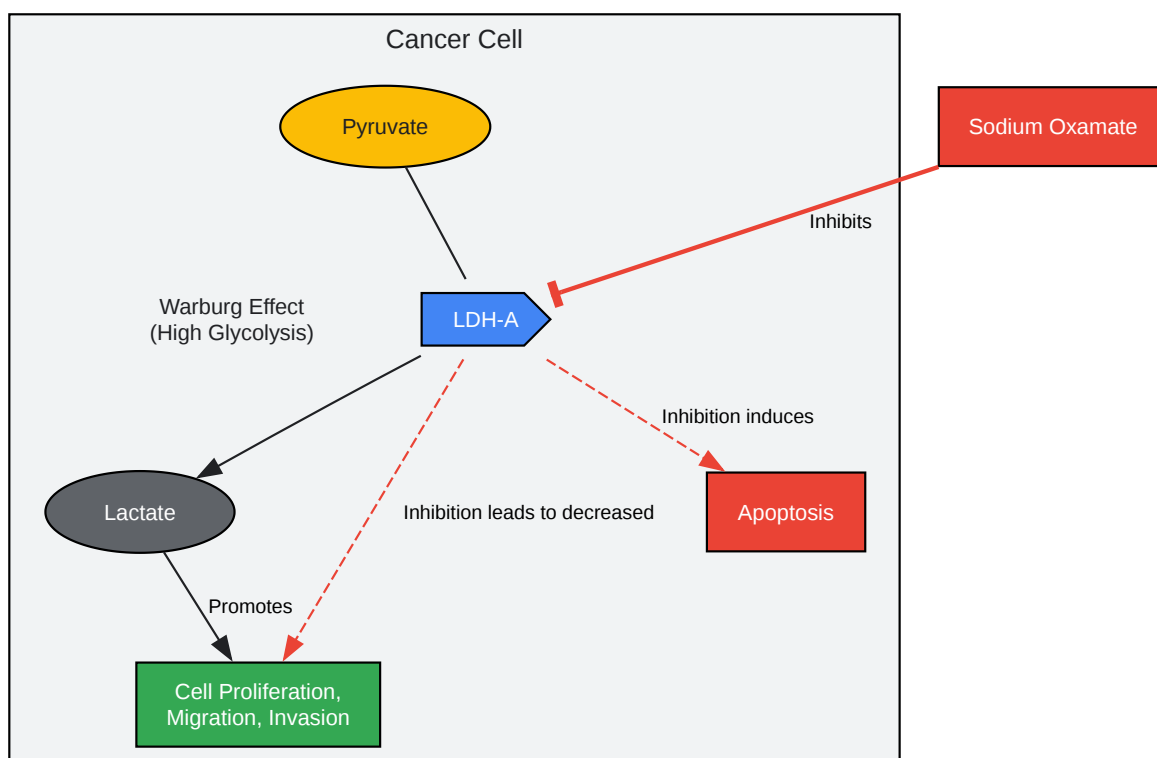 Cancer Cell
Pyruvate
Sodium Oxamate
Inhibits
Warburg Effect
(High Glycolysis)
LDH-A
Inhibition induces
Lactate
Inhibition leads to decreased
Apoptosis
Promotes
Cell Proliferation,
Migration, Invasion